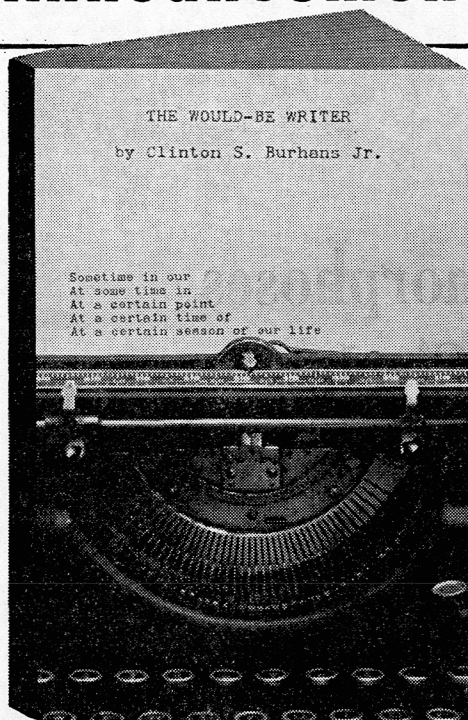 THE WOULD-BE WRITER
by Clinton S. Burhans Jr.
Sometime in our
At some time in
At a certain point
At a certain time of
At a certain season of our life